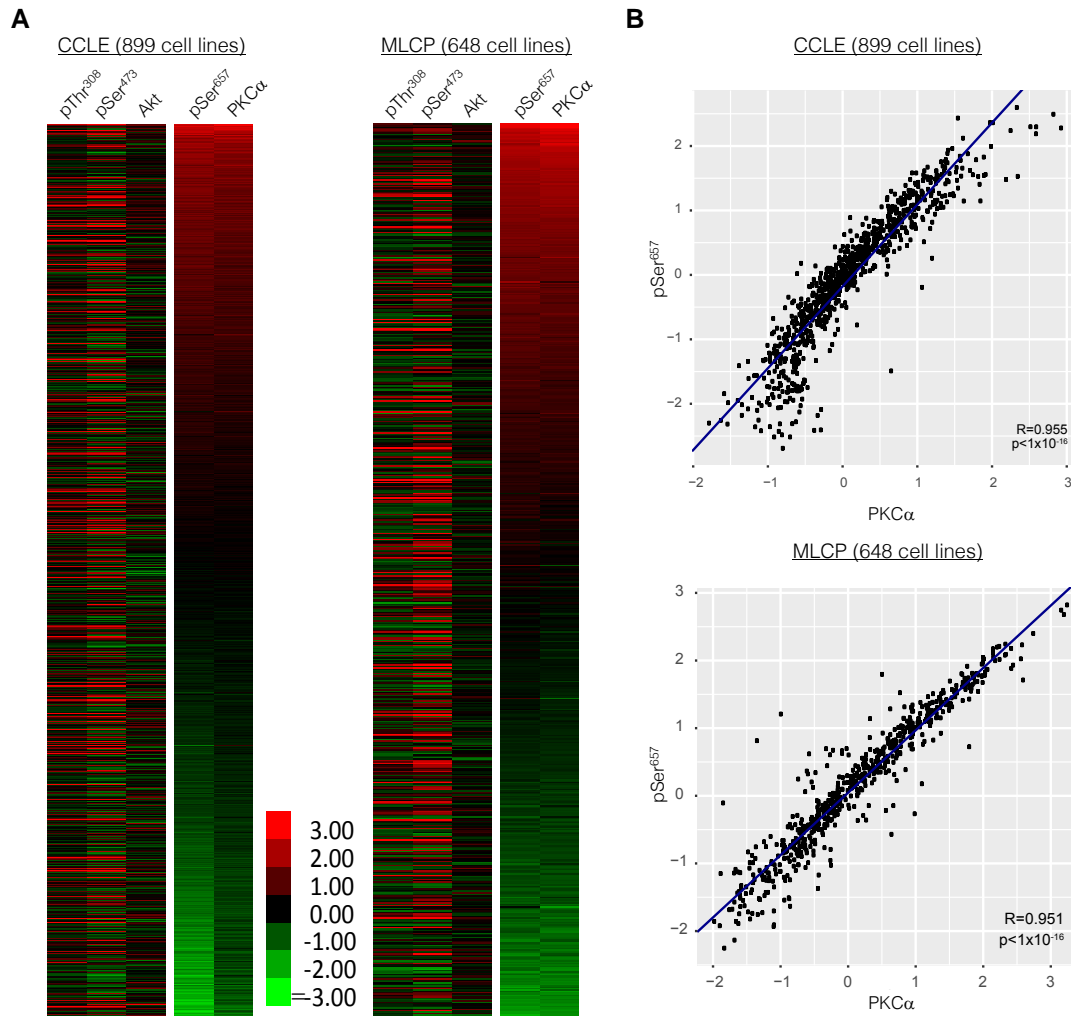 A
CCLE (899 cell lines)
pThr308 pSer473 Akt pSer657 PKCα
MLCP (648 cell lines)
pThr308 pSer473 Akt pSer657 PKCα
3.00
2.00
1.00
0.00
-1.00
-2.00
=-3.00
B
CCLE (899 cell lines)
pSer657
2
1
0
−1
−2
R=0.955
p<1x10-16
−2 −1 0 1 2 3
PKCα
MLCP (648 cell lines)
pSer657
3
2
1
0
−1
−2
R=0.951
p<1x10-16
−2 −1 0 1 2 3
PKCα